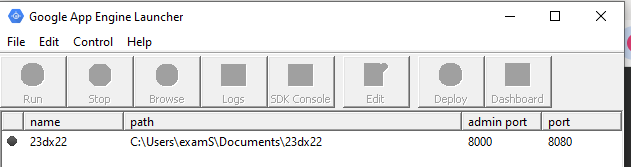 Google App Engine Launcher
File Edit Control Help
Run Stop Browse Logs SDK Console Edit Deploy Dashboard
name path admin port port
23dx22 C:\Users\examS\Documents\23dx22 8000 8080